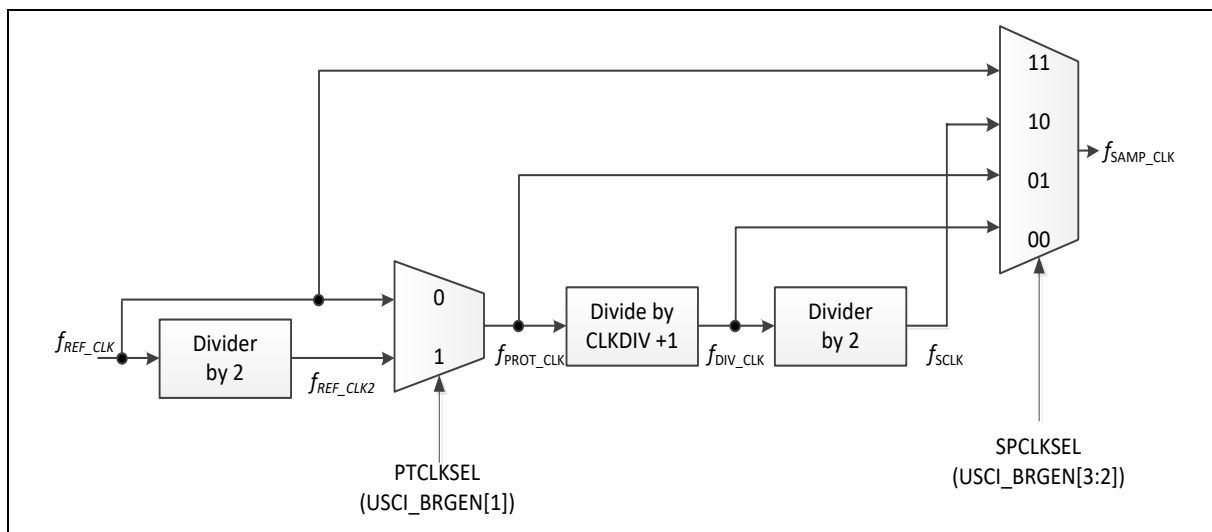 11
10
f_SAMP_CLK
01
00
0
Divide by
CLKDIV +1
Divider
by 2
f_REF_CLK
Divider
by 2
1
f_PROT_CLK
f_DIV_CLK
f_SCLK
f_REF_CLK2
PTCLKSEL
(USCI_BRGEN[1])
SPCLKSEL
(USCI_BRGEN[3:2])